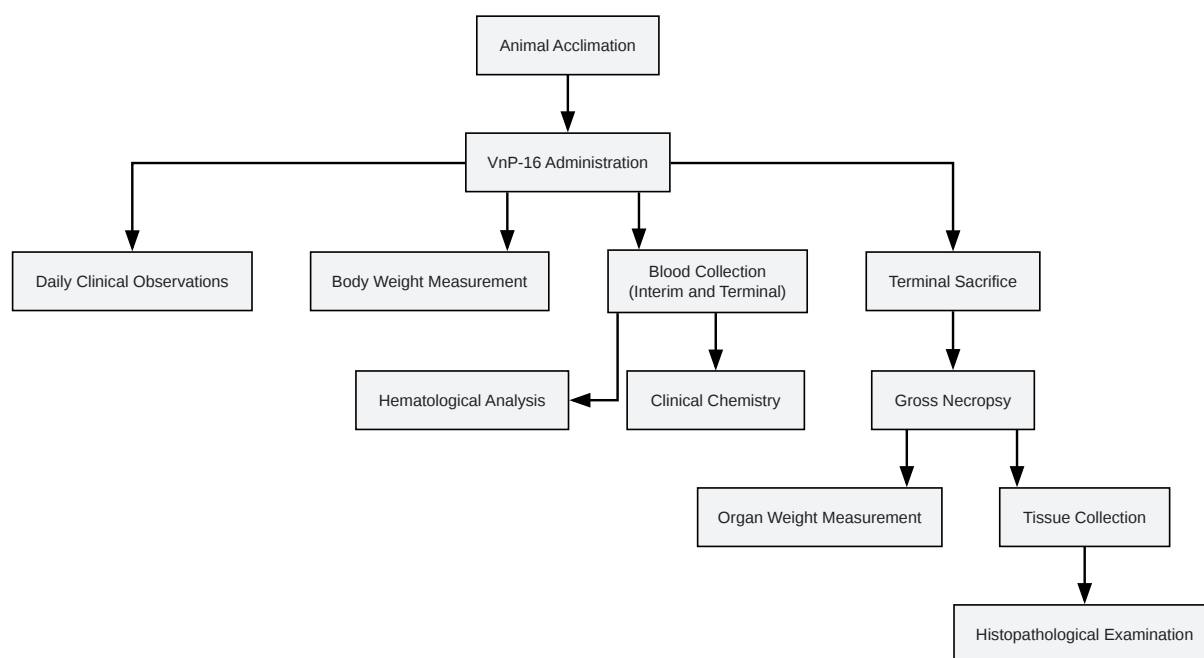 Animal Acclimation
VnP-16 Administration
Daily Clinical Observations
Body Weight Measurement
Blood Collection
(Interim and Terminal)
Terminal Sacrifice
Hematological Analysis
Clinical Chemistry
Gross Necropsy
Organ Weight Measurement
Tissue Collection
Histopathological Examination